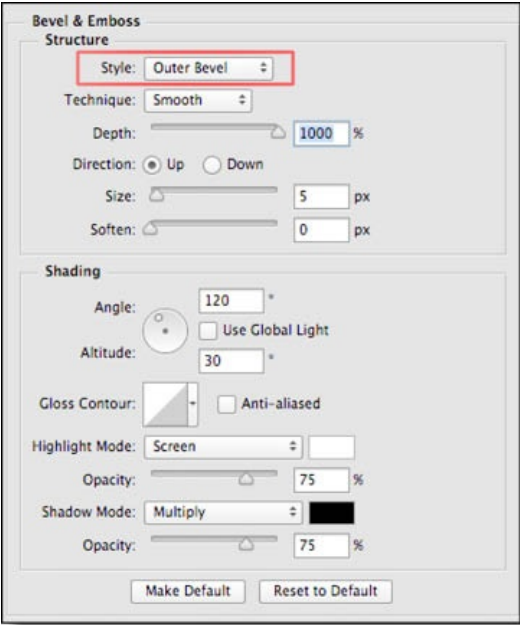 Bevel & Emboss
Structure
Style: Outer Bevel
Technique: Smooth
Depth: 1000 %
Direction: Up Down
Size: 5 px
Soften: 0 px
Shading
Angle: 120 °
Use Global Light
Altitude: 30 °
Gloss Contour: Anti-aliased
Highlight Mode: Screen
Opacity: 75 %
Shadow Mode: Multiply
Opacity: 75 %
Make Default Reset to Default